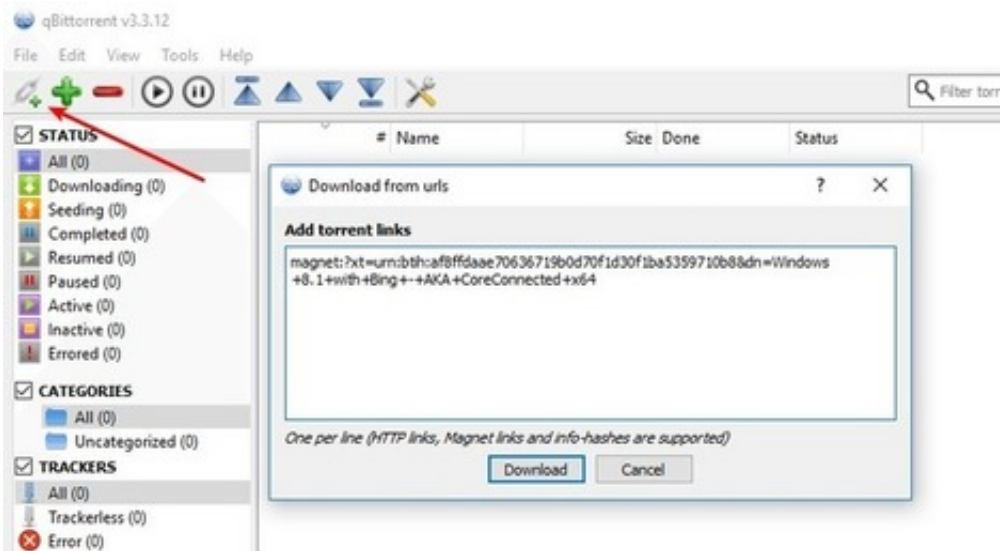 qBittorrent v3.3.12
File Edit View Tools Help
Filter torr
STATUS
All (0)
Downloading (0)
Seeding (0)
Completed (0)
Resumed (0)
Paused (0)
Active (0)
Inactive (0)
Errored (0)
CATEGORIES
All (0)
Uncategorized (0)
TRACKERS
All (0)
Trackerless (0)
Error (0)
# Name Size Done Status
Download from urls
Add torrent links
magnet:?xt=urn:btih:af8ffdaae70636719b0d70f1d30f1ba5359710b8&dn=Windows
+8.1+with+Bing+-+AKA+CoreConnected+x64
One per line (HTTP links, Magnet links and info-hashes are supported)
Download Cancel